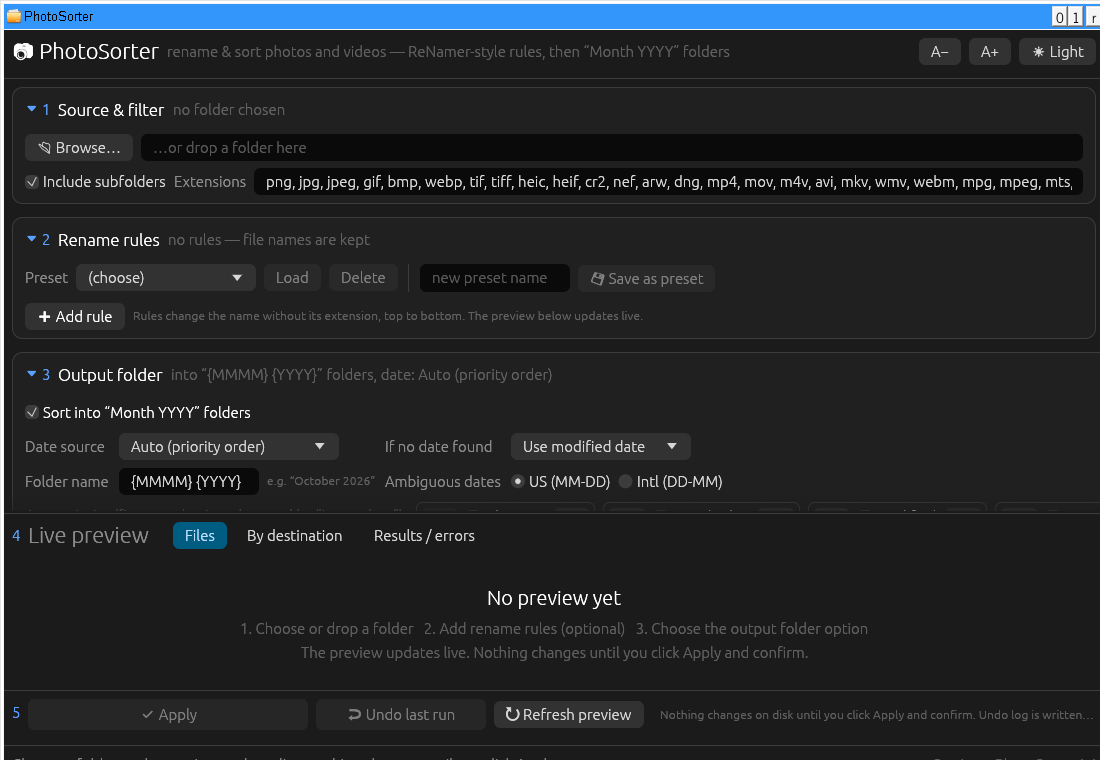 PhotoSorter
0 1 r
PhotoSorter rename & sort photos and videos — ReNamer-style rules, then “Month YYYY” folders
A− A+ ☀ Light
1 Source & filter no folder chosen
Browse… …or drop a folder here
Include subfolders Extensions png, jpg, jpeg, gif, bmp, webp, tif, tiff, heic, heif, cr2, nef, arw, dng, mp4, mov, m4v, avi, mkv, wmv, webm, mpg, mpeg, mts,
2 Rename rules no rules — file names are kept
Preset (choose) Load Delete new preset name Save as preset
+ Add rule Rules change the name without its extension, top to bottom. The preview below updates live.
3 Output folder into “{MMMM} {YYYY}” folders, date: Auto (priority order)
Sort into “Month YYYY” folders
Date source Auto (priority order) If no date found Use modified date
Folder name {MMMM} {YYYY} e.g. “October 2026” Ambiguous dates US (MM-DD) Intl (DD-MM)
4 Live preview Files By destination Results / errors
No preview yet
1. Choose or drop a folder 2. Add rename rules (optional) 3. Choose the output folder option
The preview updates live. Nothing changes until you click Apply and confirm.
5 ✓ Apply Undo last run Refresh preview Nothing changes on disk until you click Apply and confirm. Undo log is written…